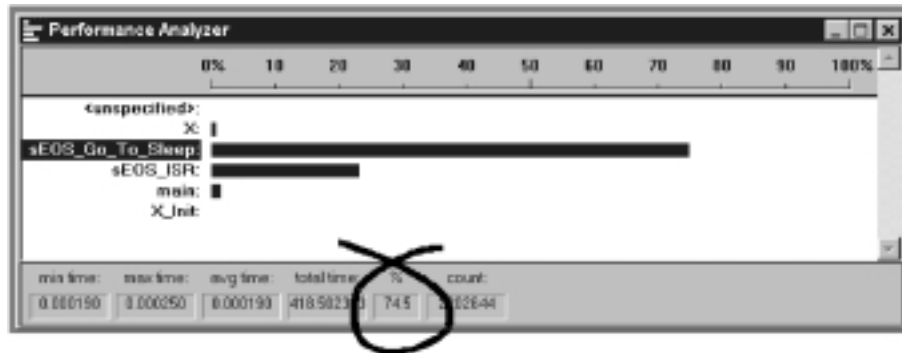 Performance Analyzer
0% 10 20 30 40 50 60 70 80 90 100%
<unspecified>:
X:
sEOS_Go_To_Sleep:
sEOS_ISR:
main:
X_Init:
min time: max time: avg time: total time: % count:
0.000190 0.000250 0.000190 74.5